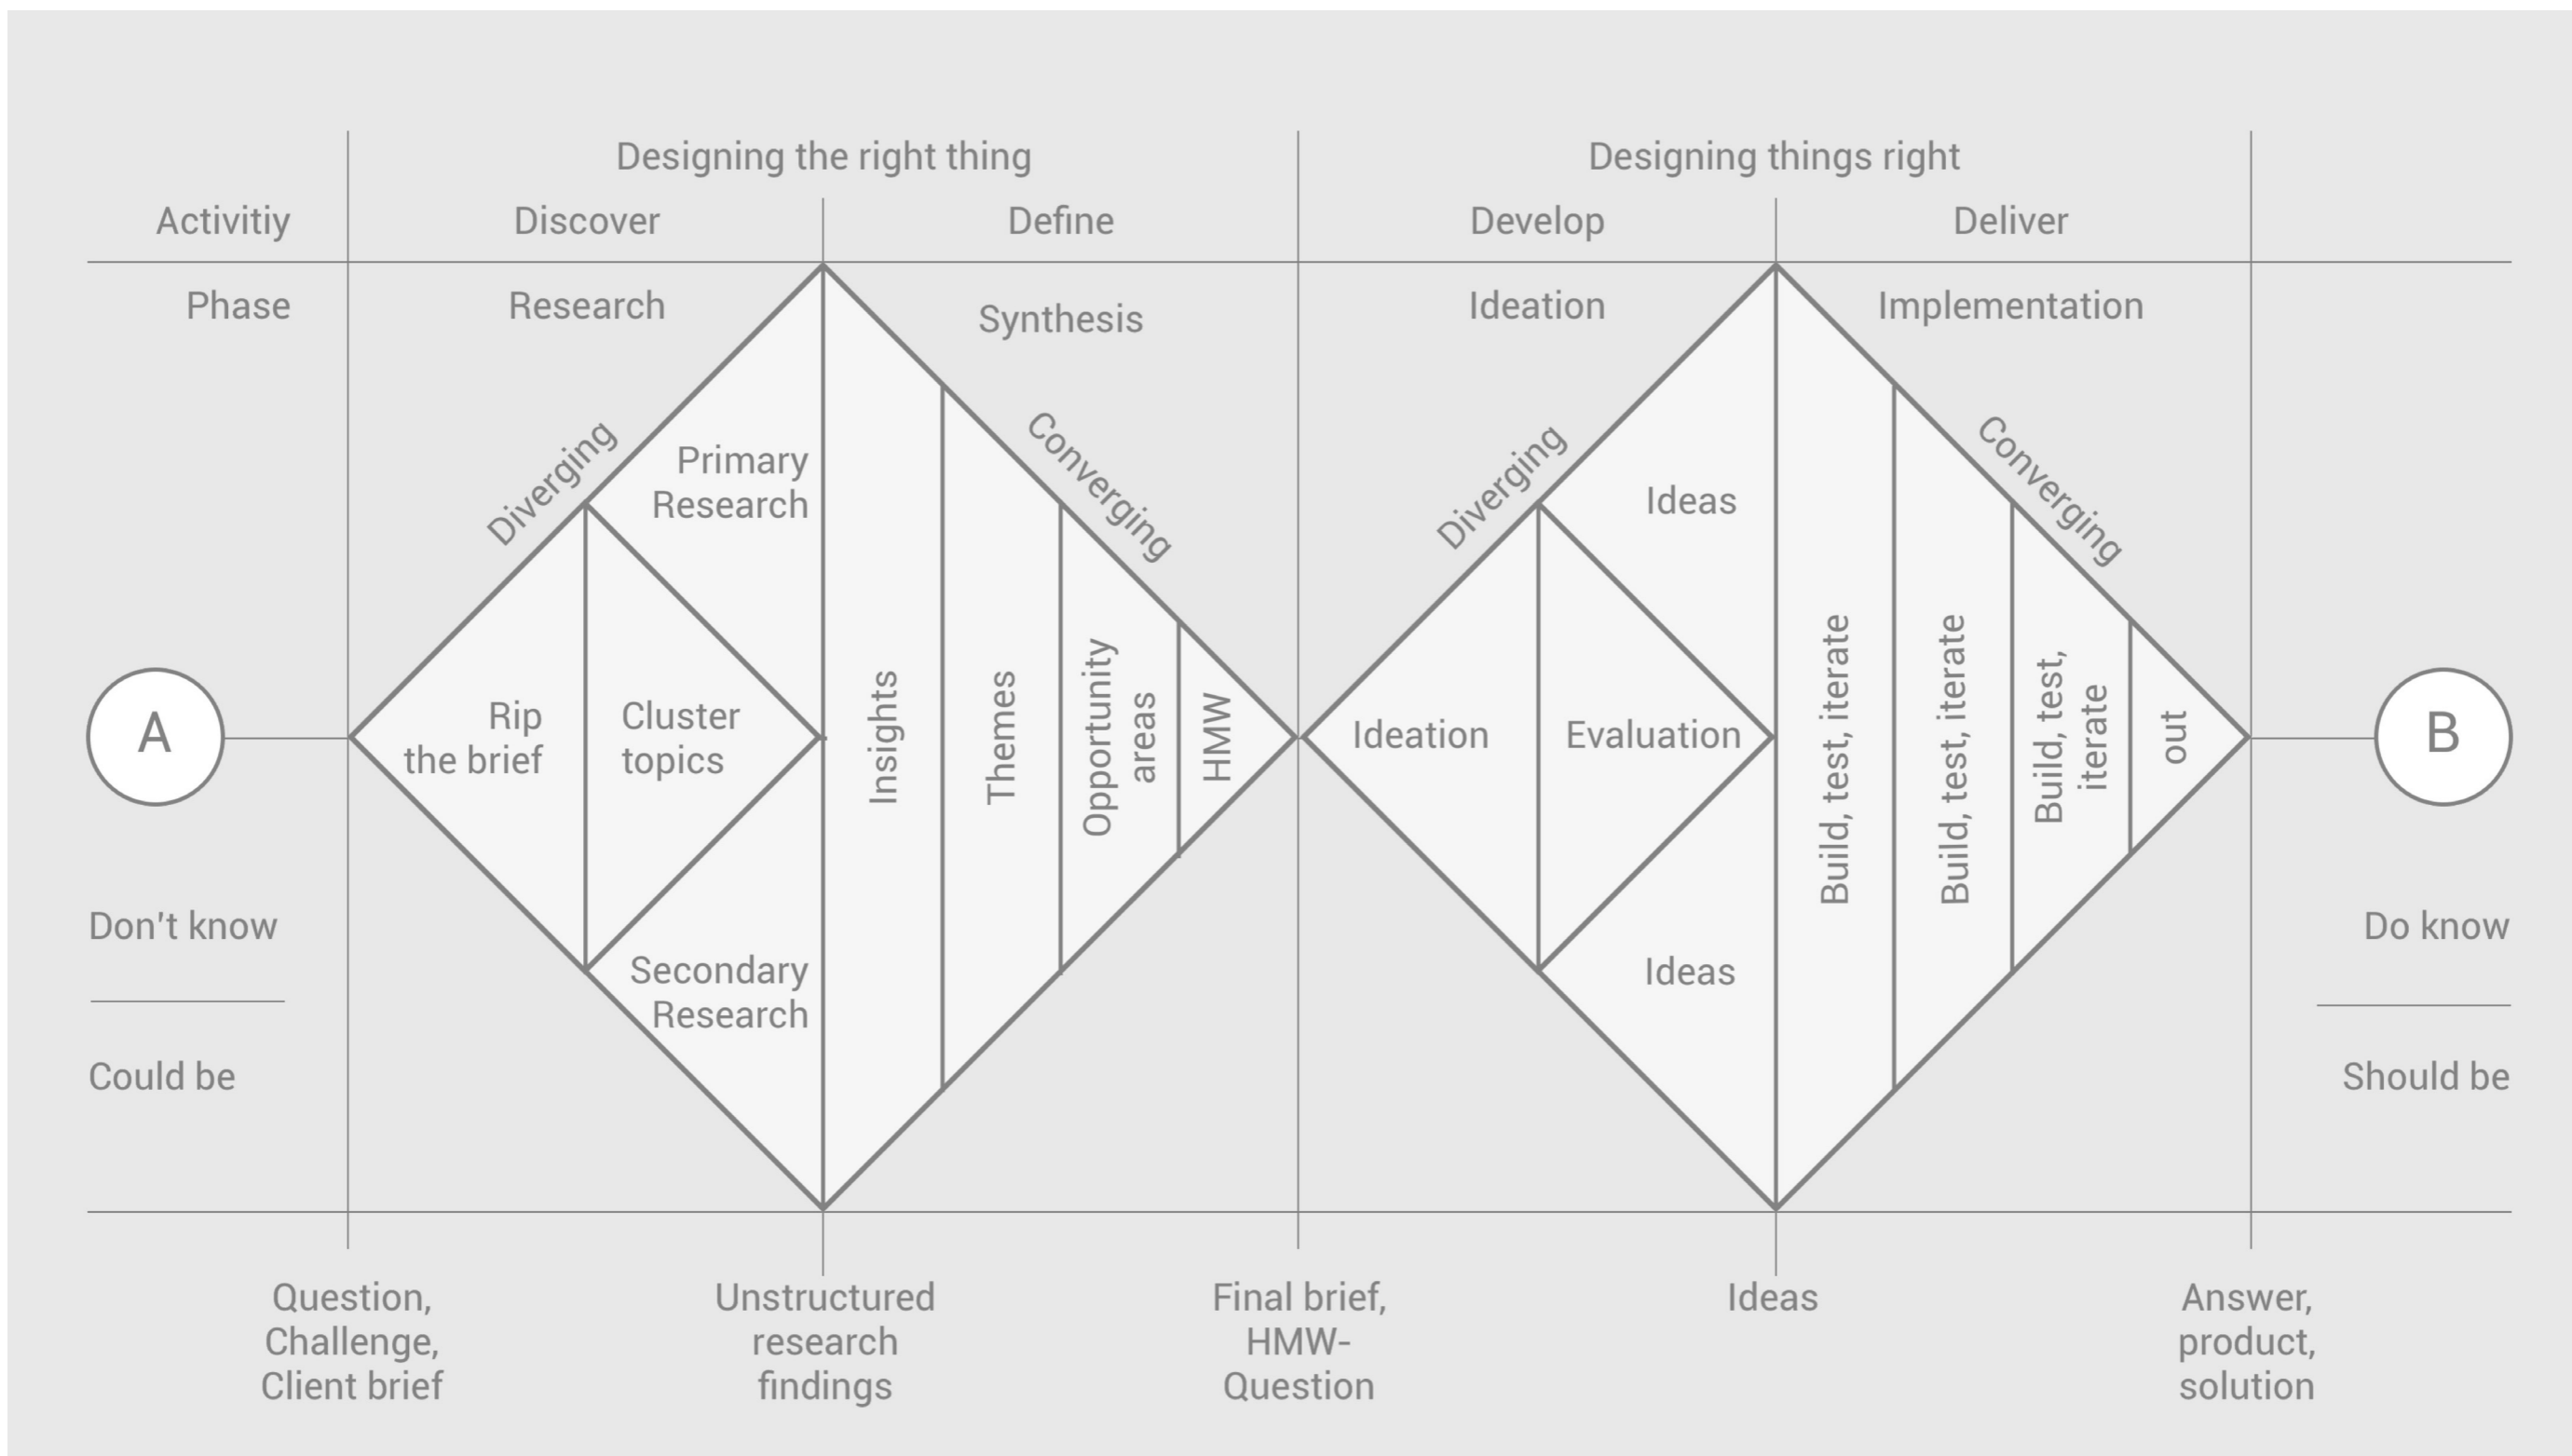 Designing the right thing
Designing things right
Activitiy
Discover
Define
Develop
Deliver
Phase
Research
Synthesis
Ideation
Implementation
Diverging
Converging
Diverging
Converging
A
Rip
the brief
Cluster
topics
Primary
Research
Secondary
Research
Insights
Themes
Opportunity
areas
HMW
Ideation
Evaluation
Ideas
Ideas
Build, test, iterate
Build, test, iterate
Build, test,
iterate
out
B
Don't know
Could be
Do know
Should be
Question,
Challenge,
Client brief
Unstructured
research
findings
Final brief,
HMW-
Question
Ideas
Answer,
product,
solution